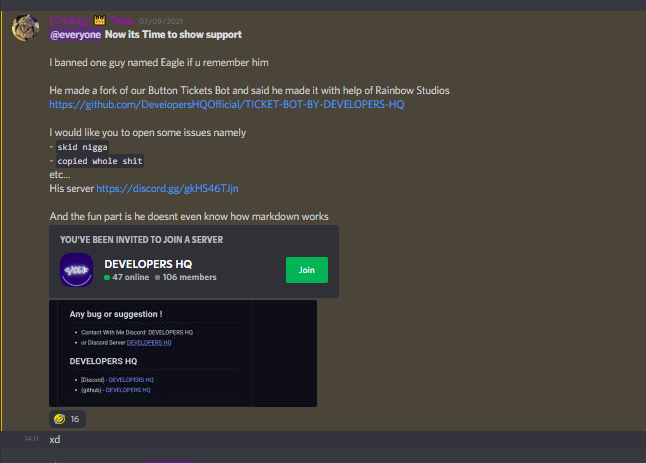 [Coding] 07/09/2021
@everyone Now its Time to show support
I banned one guy named Eagle if u remember him
He made a fork of our Button Tickets Bot and said he made it with help of Rainbow Studios
https://github.com/DevelopersHQOfficial/TICKET-BOT-BY-DEVELOPERS-HQ
I would like you to open some issues namely
- skid nigga
- copied whole shit
etc...
His server https://discord.gg/gkHS46TJjn
And the fun part is he doesnt even know how markdown works
YOU'VE BEEN INVITED TO JOIN A SERVER
DEVELOPERS HQ
47 online 106 members
Join
Any bug or suggestion !
• Contact With Me Discord: DEVELOPERS HQ
• or Discord Server DEVELOPERS HQ
DEVELOPERS HQ
• [Discord) - DEVELOPERS HQ
• (github) - DEVELOPERS HQ
16
14:11 xd